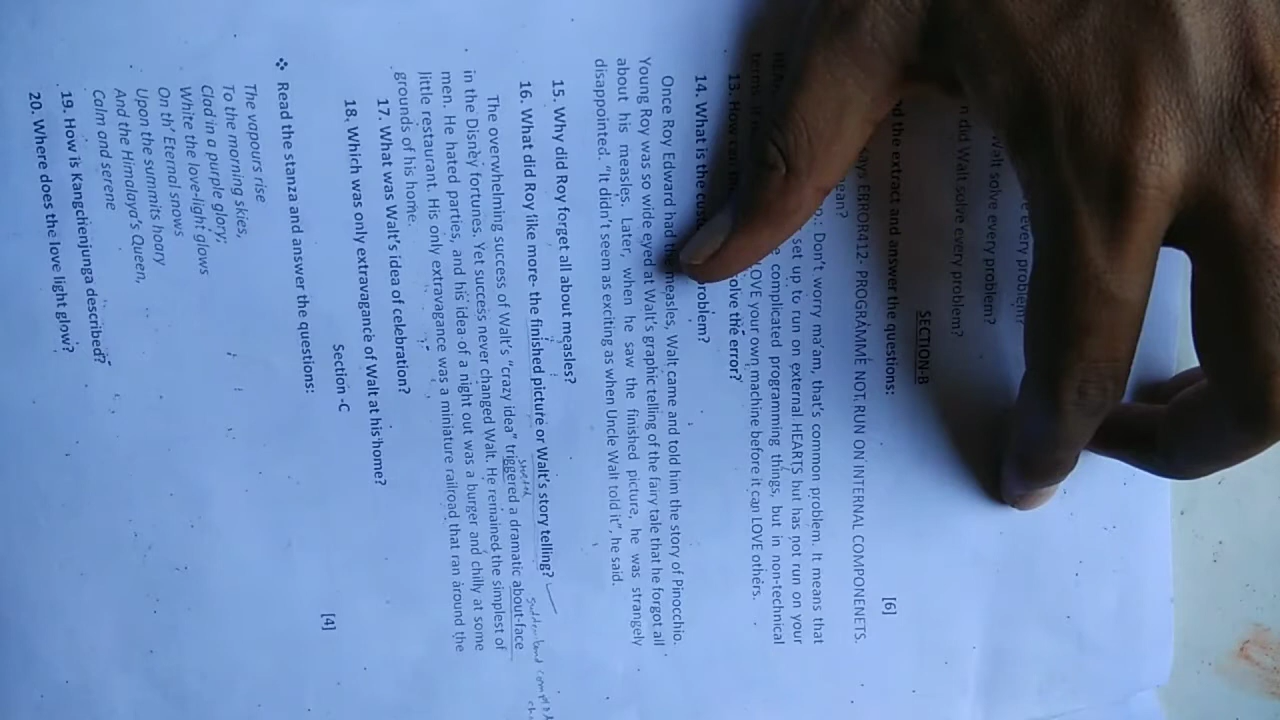 every problem?
Walt solve every problem?
n did Walt solve every problem?
SECTION-B
d the extract and answer the questions: [6]
ays ERROR412- PROGRAMME NOT RUN ON INTERNAL COMPONENETS.
ean?
o.: Don't worry ma'am, that's common problem. It means that
set up to run on external HEARTS but has not run on your
complicated programming things, but in non-technical
LOVE your own machine before it can LOVE others.
13. How can olve the error?
14. What is the roblem?
Once Roy Edward had the measles, Walt came and told him the story of Pinocchio.
Young Roy was so wide eyed at Walt's graphic telling of the fairy tale that he forgot all
about his measles. Later, when he saw the finished picture, he was strangely
disappointed. "It didn't seem as exciting as when Uncle Walt told it", he said.
15. Why did Roy forget all about measles?
16. What did Roy like more- the finished picture or Walt's story telling?
The overwhelming success of Walt's "crazy idea" triggered a dramatic about-face
in the Disney fortunes. Yet success never changed Walt. He remained the simplest of
men. He hated parties, and his idea of a night out was a burger and chilly at some
little restaurant. His only extravagance was a miniature railroad that ran around the
grounds of his home.
17. What was Walt's idea of celebration?
18. Which was only extravagance of Walt at his home?
Section -C
[4]
❖ Read the stanza and answer the questions:
The vapours rise
To the morning skies,
Clad in a purple glory;
White the love-light glows
On th' Eternal snows
Upon the summits hoary
And the Himalaya's Queen,
Calm and serene
19. How is Kangchenjunga described?
20. Where does the love light glow?